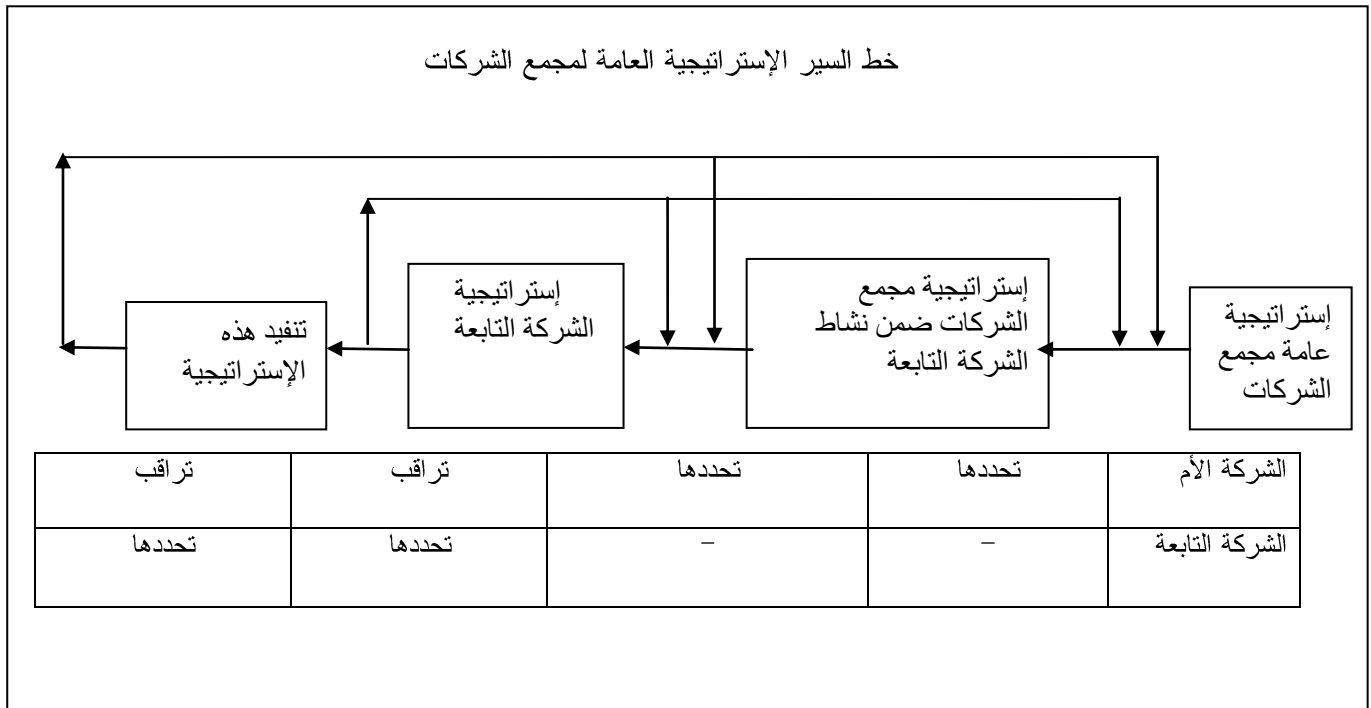 خط السير الإستراتيجية العامة لمجمع الشركات
إستراتيجية
عامة مجمع
الشركات
إستراتيجية مجمع
الشركات ضمن نشاط
الشركة التابعة
إستراتيجية
الشركة التابعة
تنفيد هذه
الإستراتيجية
الشركة الأم تحددها تحددها تراقب تراقب
الشركة التابعة – – تحددها تحددها